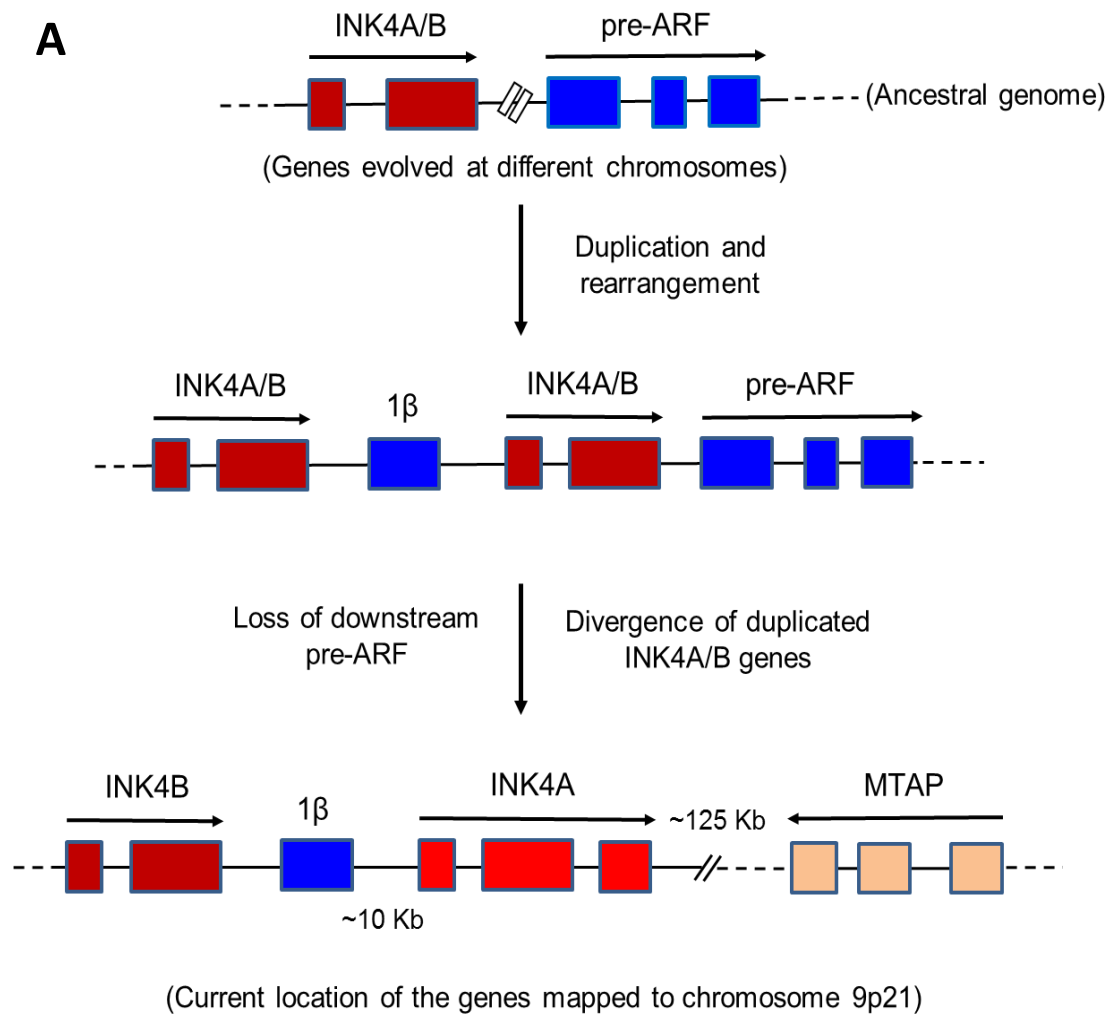 A
INK4A/B
pre-ARF
(Ancestral genome)
(Genes evolved at different chromosomes)
Duplication and
rearrangement
INK4A/B
1β
INK4A/B
pre-ARF
Loss of downstream
pre-ARF
Divergence of duplicated
INK4A/B genes
INK4B
1β
INK4A
~125 Kb
MTAP
~10 Kb
(Current location of the genes mapped to chromosome 9p21)